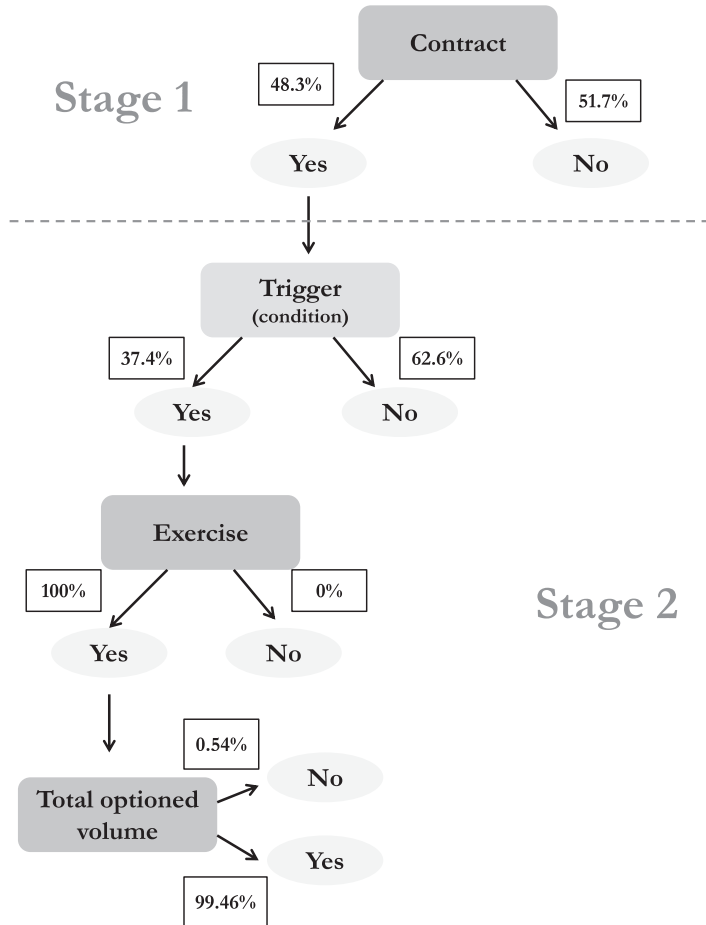 Contract
48.3%
Stage 1
51.7%
Yes
No
Trigger
(condition)
37.4%
62.6%
Yes
No
Exercise
100%
0%
Stage 2
Yes
No
0.54%
No
Total optioned
volume
Yes
99.46%